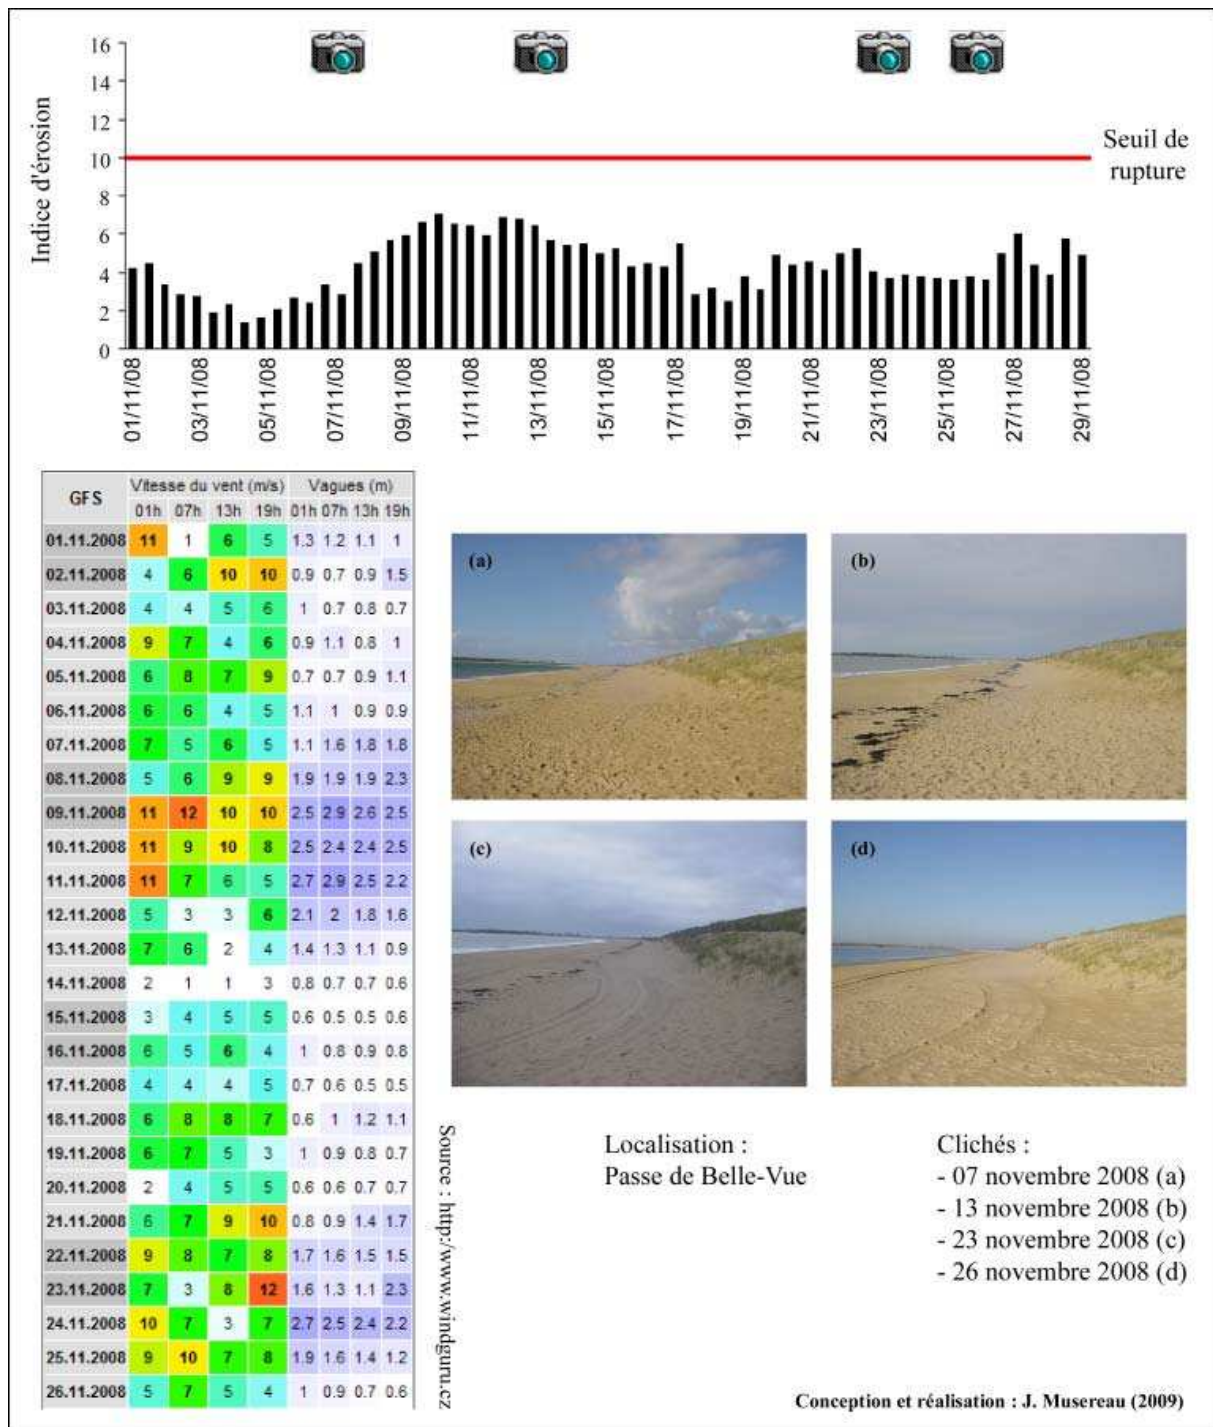 16
14
12
10
8
6
4
2
0
Indice d'érosion
Seuil de
rupture
01/11/08
03/11/08
05/11/08
07/11/08
09/11/08
11/11/08
13/11/08
15/11/08
17/11/08
19/11/08
21/11/08
23/11/08
25/11/08
27/11/08
29/11/08
GFS Vitesse du vent (m/s) Vagues (m)
01h 07h 13h 19h 01h 07h 13h 19h
01.11.2008 11 1 6 5 1.3 1.2 1.1 1
02.11.2008 4 6 10 10 0.9 0.7 0.9 1.5
03.11.2008 4 4 5 6 1 0.7 0.8 0.7
04.11.2008 9 7 4 6 0.9 1.1 0.8 1
05.11.2008 6 8 7 9 0.7 0.7 0.9 1.1
06.11.2008 6 6 4 5 1.1 1 0.9 0.9
07.11.2008 7 5 6 5 1.1 1.6 1.8 1.8
08.11.2008 5 6 9 9 1.9 1.9 1.9 2.3
09.11.2008 11 12 10 10 2.5 2.9 2.6 2.5
10.11.2008 11 9 10 8 2.5 2.4 2.4 2.5
11.11.2008 11 7 6 5 2.7 2.9 2.5 2.2
12.11.2008 5 3 3 6 2.1 2 1.8 1.6
13.11.2008 7 6 2 4 1.4 1.3 1.1 0.9
14.11.2008 2 1 1 3 0.8 0.7 0.7 0.6
15.11.2008 3 4 5 5 0.6 0.5 0.5 0.6
16.11.2008 6 5 6 4 1 0.8 0.9 0.8
17.11.2008 4 4 4 5 0.7 0.6 0.5 0.5
18.11.2008 6 8 8 7 0.6 1 1.2 1.1
19.11.2008 6 7 5 3 1 0.9 0.8 0.7
20.11.2008 2 4 5 5 0.6 0.6 0.7 0.7
21.11.2008 6 7 9 10 0.8 0.9 1.4 1.7
22.11.2008 9 8 7 8 1.7 1.6 1.5 1.5
23.11.2008 7 3 8 12 1.6 1.3 1.1 2.3
24.11.2008 10 7 3 7 2.7 2.5 2.4 2.2
25.11.2008 9 10 7 8 1.9 1.6 1.4 1.2
26.11.2008 5 7 5 4 1 0.9 0.7 0.6
Source : http:/www.windguru.cz
(a)
(b)
(c)
(d)
Localisation :
Passe de Belle-Vue
Clichés :
- 07 novembre 2008 (a)
- 13 novembre 2008 (b)
- 23 novembre 2008 (c)
- 26 novembre 2008 (d)
Conception et réalisation : J. Musereau (2009)